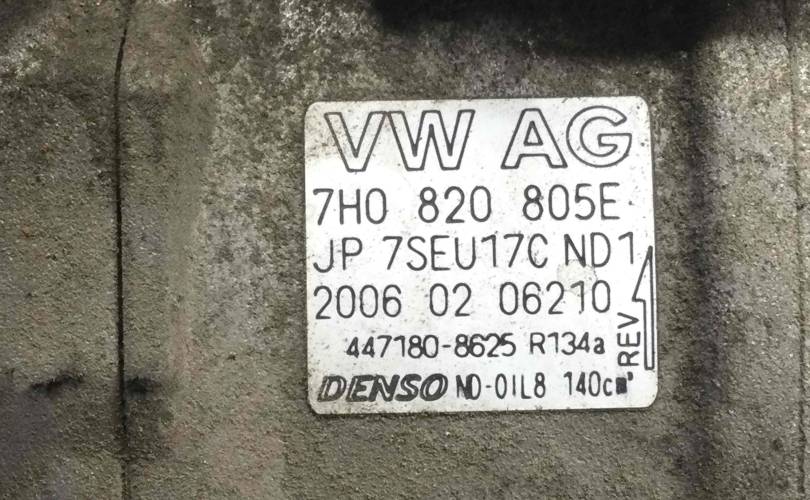 VW AG
7H0 820 805E
JP 7SEU17C ND1
2006 02 06210
447180-8625 R134a
REV
DENSO ND-OIL8 140cm³